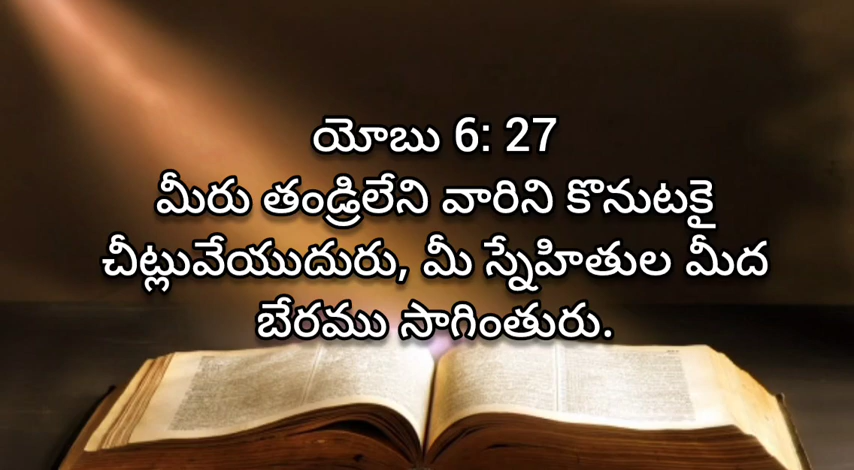 యోబు 6: 27
మీరు తండ్రిలేని వారిని కొనుటకై
చీట్లువేయుదురు, మీ స్నేహితుల మీద
బేరము సాగింతురు.